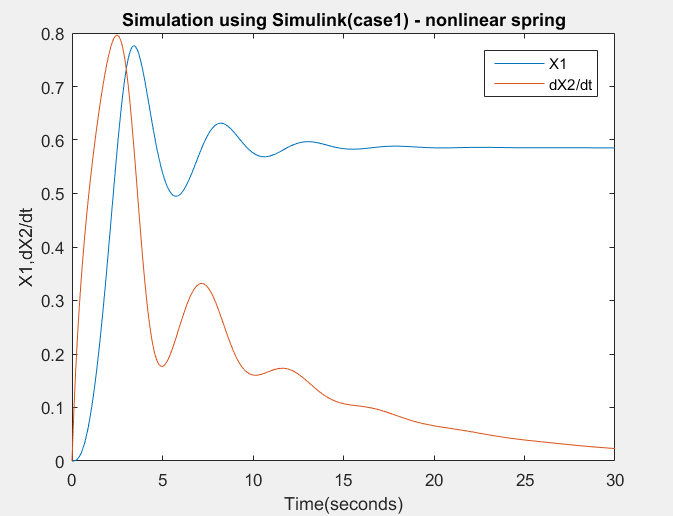 Simulation using Simulink(case1) - nonlinear spring
X1
dX2/dt
0.8
0.7
0.6
0.5
0.4
0.3
0.2
0.1
0
X1,dX2/dt
0 5 10 15 20 25 30
Time(seconds)